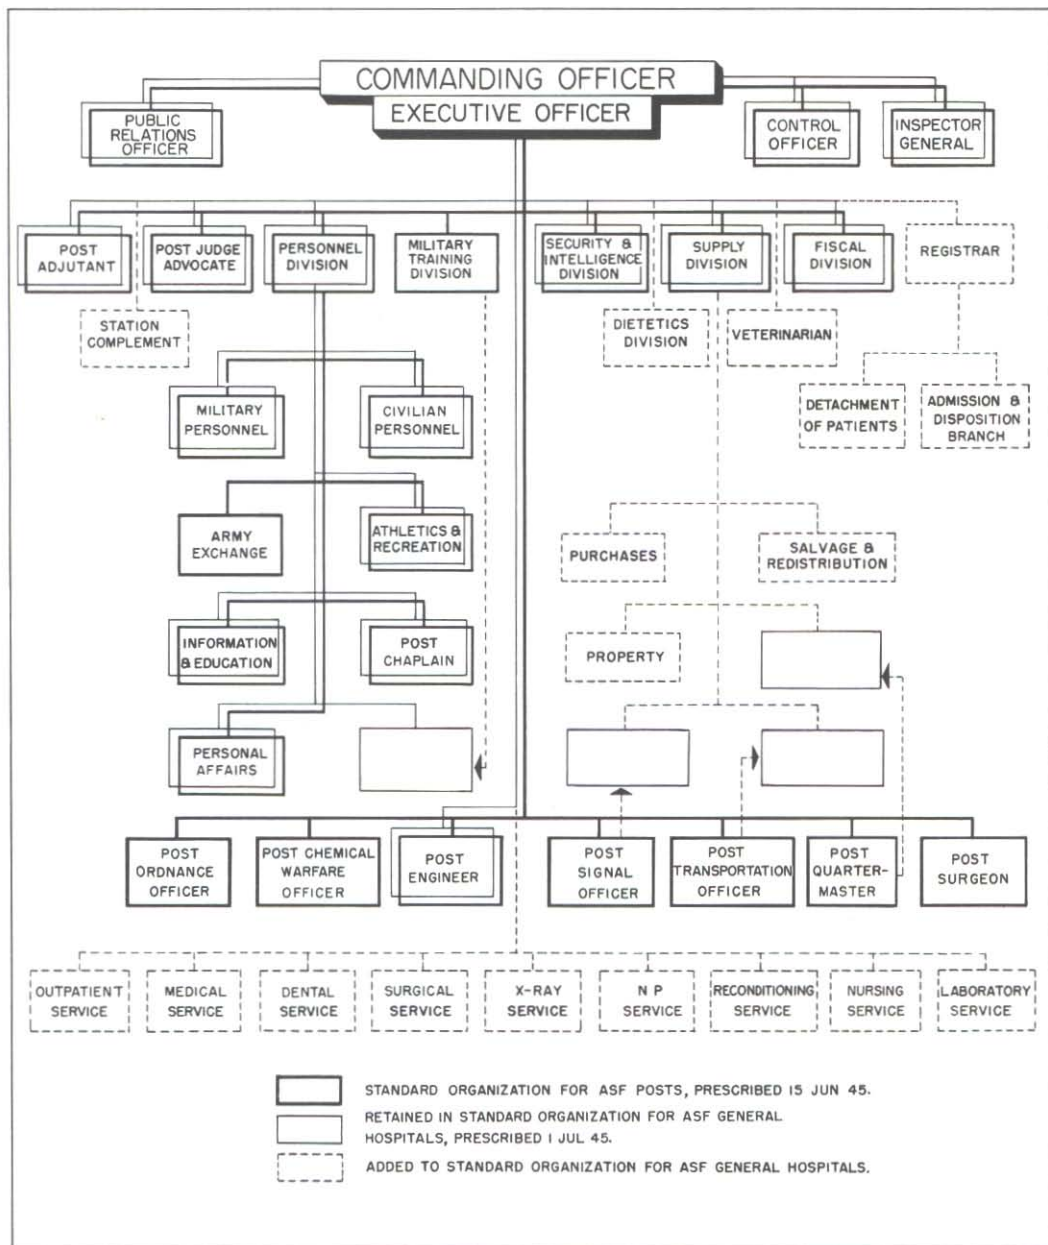 COMMANDING OFFICER
EXECUTIVE OFFICER
PUBLIC
RELATIONS
OFFICER
CONTROL
OFFICER
INSPECTOR
GENERAL
POST
ADJUTANT
POST JUDGE
ADVOCATE
PERSONNEL
DIVISION
MILITARY
TRAINING
DIVISION
SECURITY &
INTELLIGENCE
DIVISION
SUPPLY
DIVISION
FISCAL
DIVISION
REGISTRAR
STATION
COMPLEMENT
DIETETICS
DIVISION
VETERINARIAN
MILITARY
PERSONNEL
CIVILIAN
PERSONNEL
DETACHMENT
OF PATIENTS
ADMISSION &
DISPOSITION
BRANCH
ARMY
EXCHANGE
ATHLETICS &
RECREATION
PURCHASES
SALVAGE &
REDISTRIBUTION
INFORMATION
& EDUCATION
POST
CHAPLAIN
PROPERTY
PERSONAL
AFFAIRS
POST
ORDNANCE
OFFICER
POST CHEMICAL
WARFARE
OFFICER
POST
ENGINEER
POST
SIGNAL
OFFICER
POST
TRANSPORTATION
OFFICER
POST
QUARTER-
MASTER
POST
SURGEON
OUTPATIENT
SERVICE
MEDICAL
SERVICE
DENTAL
SERVICE
SURGICAL
SERVICE
X-RAY
SERVICE
N P
SERVICE
RECONDITIONING
SERVICE
NURSING
SERVICE
LABORATORY
SERVICE
STANDARD ORGANIZATION FOR ASF POSTS, PRESCRIBED 15 JUN 45.
RETAINED IN STANDARD ORGANIZATION FOR ASF GENERAL
HOSPITALS, PRESCRIBED 1 JUL 45.
ADDED TO STANDARD ORGANIZATION FOR ASF GENERAL HOSPITALS.